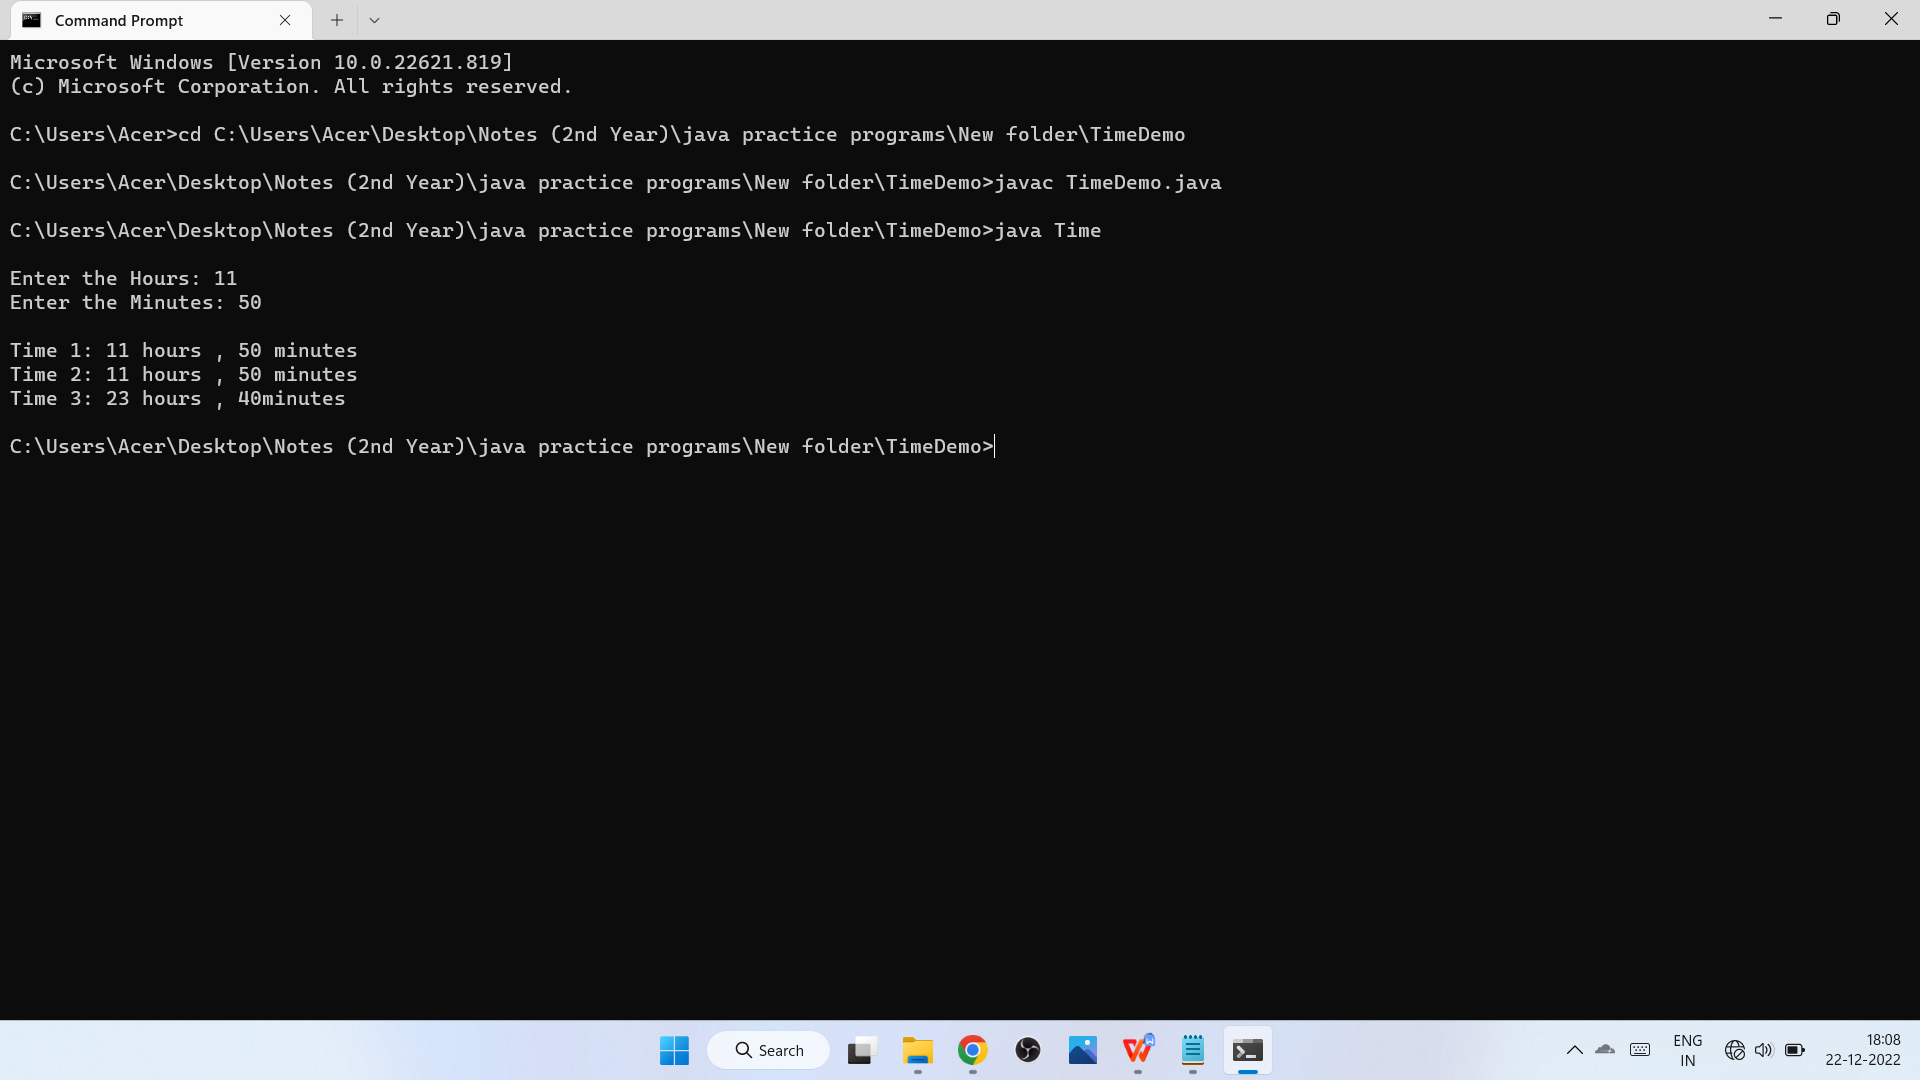 Command Prompt
Microsoft Windows [Version 10.0.22621.819]
(c) Microsoft Corporation. All rights reserved.
C:\Users\Acer>cd C:\Users\Acer\Desktop\Notes (2nd Year)\java practice programs\New folder\TimeDemo
C:\Users\Acer\Desktop\Notes (2nd Year)\java practice programs\New folder\TimeDemo>javac TimeDemo.java
C:\Users\Acer\Desktop\Notes (2nd Year)\java practice programs\New folder\TimeDemo>java Time
Enter the Hours: 11
Enter the Minutes: 50
Time 1: 11 hours , 50 minutes
Time 2: 11 hours , 50 minutes
Time 3: 23 hours , 40minutes
C:\Users\Acer\Desktop\Notes (2nd Year)\java practice programs\New folder\TimeDemo>
Search
ENG
IN
18:08
22-12-2022